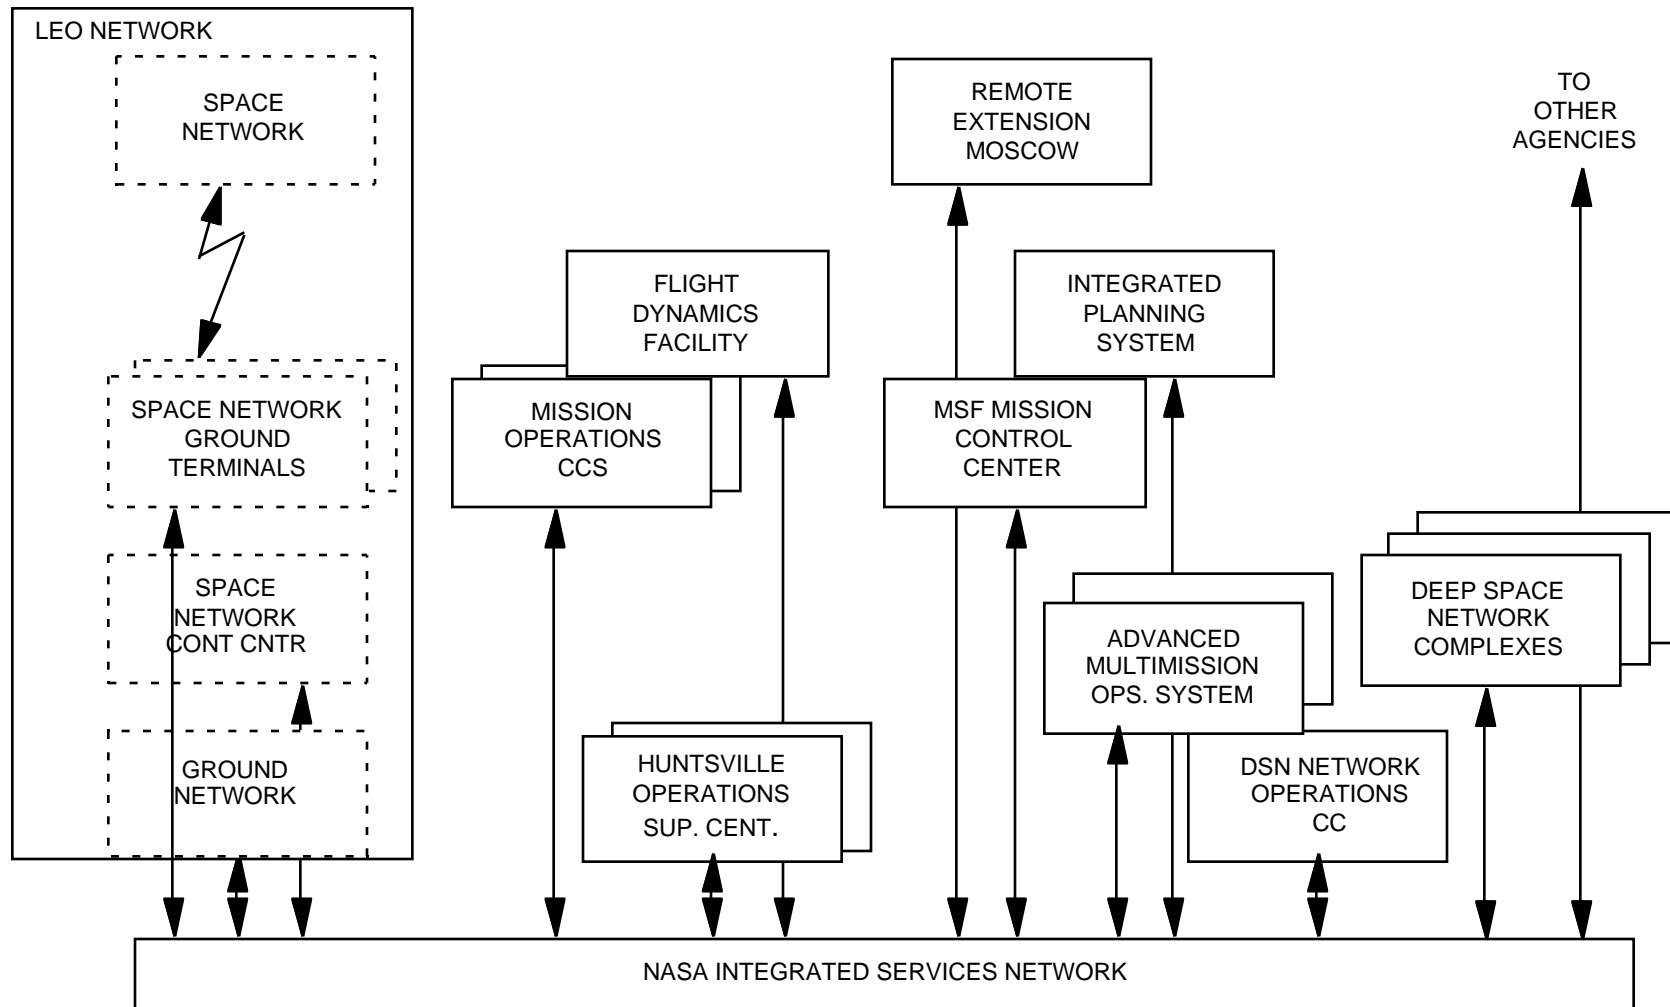 LEO NETWORK
SPACE
NETWORK
SPACE NETWORK
GROUND
TERMINALS
SPACE
NETWORK
CONT CNTR
GROUND
NETWORK
FLIGHT
DYNAMICS
FACILITY
MISSION
OPERATIONS
CCS
HUNTSVILLE
OPERATIONS
SUP. CENT.
REMOTE
EXTENSION
MOSCOW
INTEGRATED
PLANNING
SYSTEM
MSF MISSION
CONTROL
CENTER
ADVANCED
MULTIMISSION
OPS. SYSTEM
DSN NETWORK
OPERATIONS
CC
TO
OTHER
AGENCIES
DEEP SPACE
NETWORK
COMPLEXES
NASA INTEGRATED SERVICES NETWORK